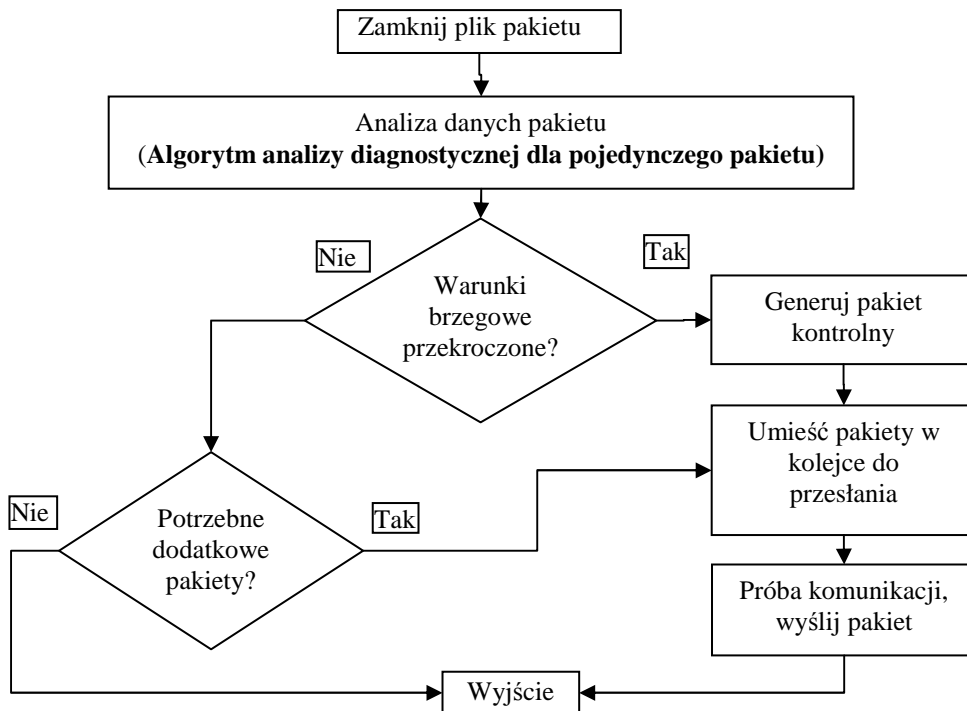 Zamknij plik pakietu
Analiza danych pakietu
(Algorytm analizy diagnostycznej dla pojedynczego pakietu)
Nie
Tak
Warunki
brzegowe
przekroczone?
Generuj pakiet
kontrolny
Umieść pakiety w
kolejce do
przesłania
Nie
Tak
Potrzebne
dodatkowe
pakiety?
Próba komunikacji,
wyślij pakiet
Wyjście